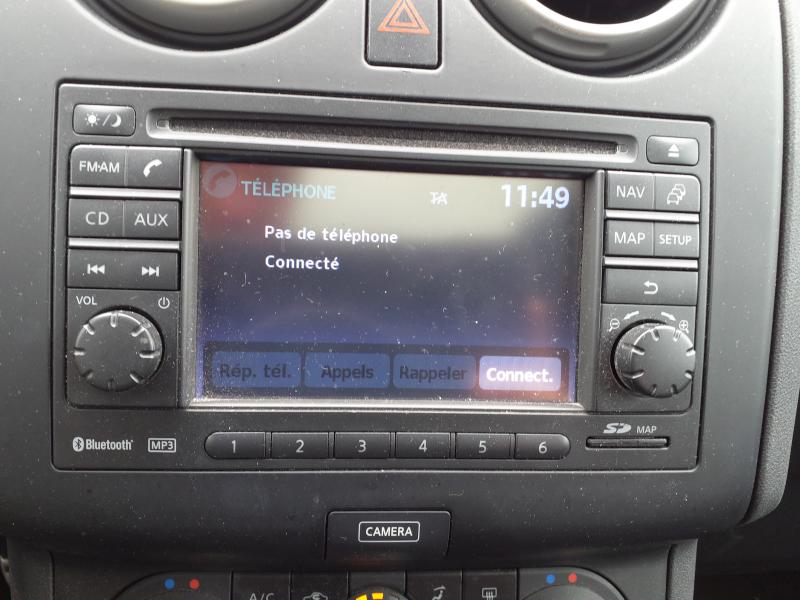 FM·AM
CD AUX
VOL
TÉLÉPHONE TA 11:49
Pas de téléphone
Connecté
Rép. tél. Appels Rappeler Connect.
NAV
MAP SETUP
Bluetooth® MP3
1 2 3 4 5 6
SD MAP
CAMERA
A/C